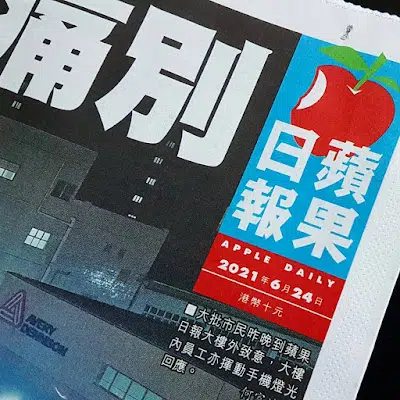 痛別
蘋果
日報
APPLE DAILY
2021年6月24日
港幣十元
■大批市民昨晚到蘋果
日報大樓外致意，大樓
內員工亦揮動手機燈光
回應。
AVERY
DENNISON